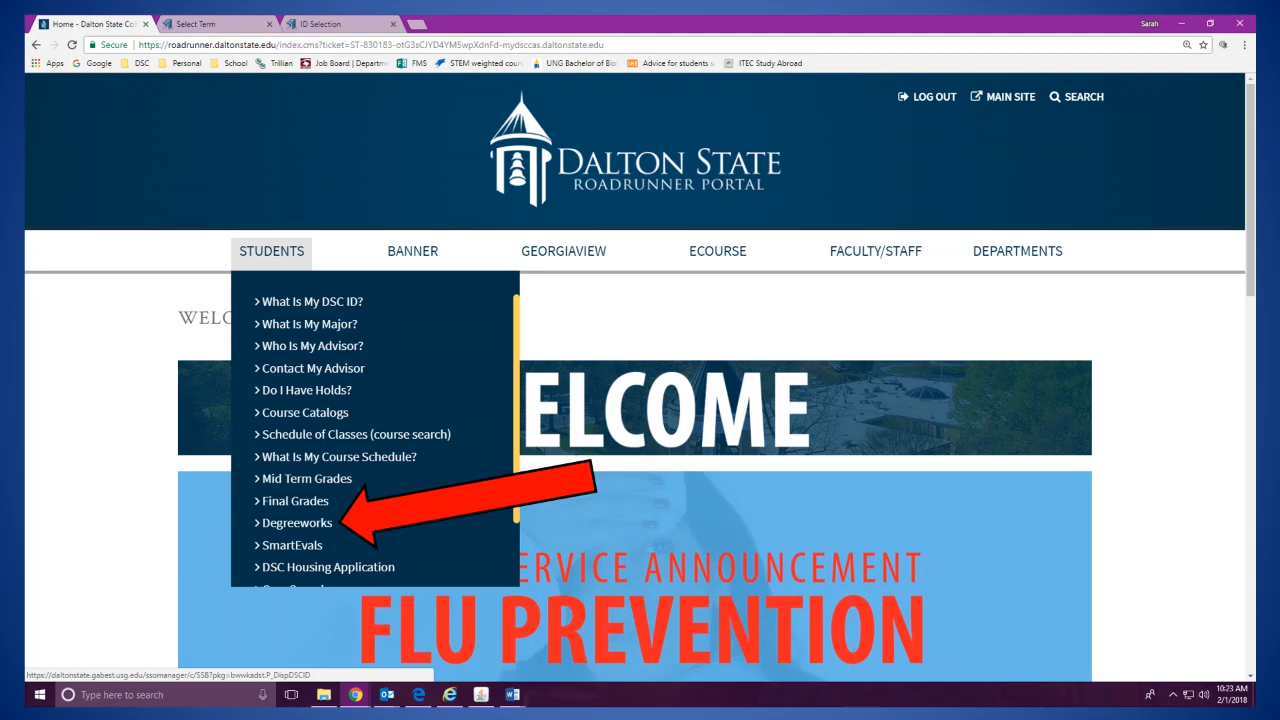 Home - Dalton State Col
Select Term
ID Selection
Sarah
Secure
https://roadrunner.daltonstate.edu/index.cms?ticket=ST-830183-otG3sCJYD4YM5wpXdnFd-mydsccas.daltonstate.edu
Apps
Google
DSC
Personal
School
Trillian
Job Board | Departm
FMS
STEM weighted cour
UNG Bachelor of Bio
Advice for students s
ITEC Study Abroad
LOG OUT
MAIN SITE
SEARCH
DALTON STATE
ROADRUNNER PORTAL
STUDENTS
BANNER
GEORGIAVIEW
ECOURSE
FACULTY/STAFF
DEPARTMENTS
What Is My DSC ID?
What Is My Major?
Who Is My Advisor?
Contact My Advisor
Do I Have Holds?
Course Catalogs
Schedule of Classes (course search)
What Is My Course Schedule?
Mid Term Grades
Final Grades
Degreeworks
SmartEvals
DSC Housing Application
WELC
ELCOME
ERVICE ANNOUNCEMENT
FLU PREVENTION
https://daltonstate.gabest.usg.edu/ssomanager/c/SSB?pkg=bwwkadst.P_DispDSCID
Type here to search
10:23 AM
2/1/2018